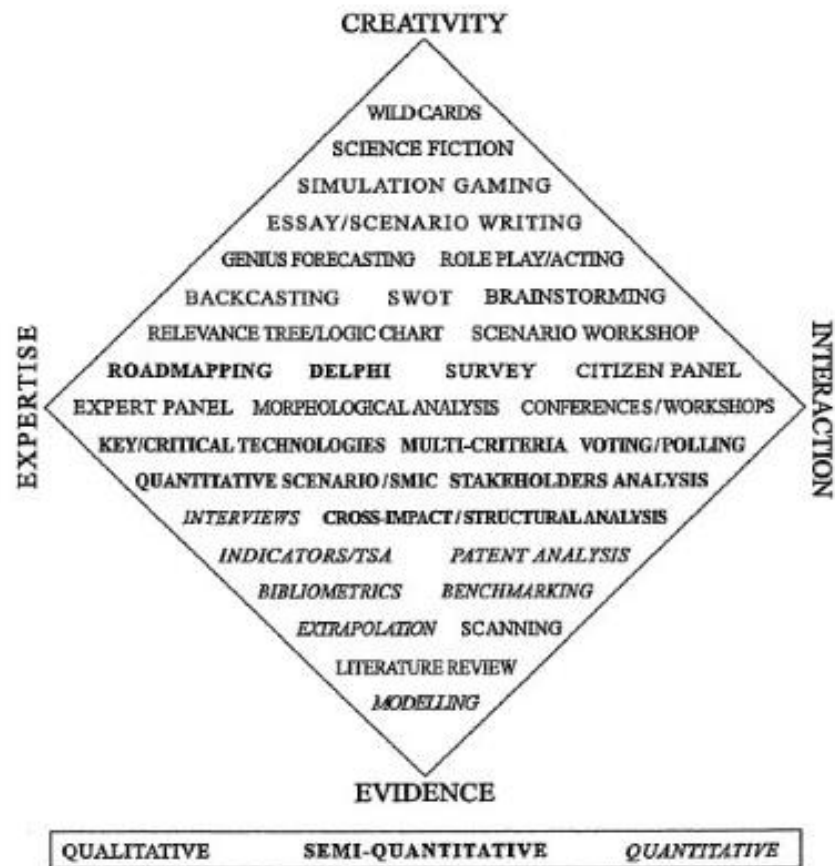 CREATIVITY
WILD CARDS
SCIENCE FICTION
SIMULATION GAMING
ESSAY/SCENARIO WRITING
GENIUS FORECASTING ROLE PLAY/ACTING
BACKCASTING SWOT BRAINSTORMING
RELEVANCE TREE/LOGIC CHART SCENARIO WORKSHOP
ROADMAPPING DELPHI SURVEY CITIZEN PANEL
EXPERT PANEL MORPHOLOGICAL ANALYSIS CONFERENCES/WORKSHOPS
KEY/CRITICAL TECHNOLOGIES MULTI-CRITERIA VOTING/POLLING
QUANTITATIVE SCENARIO/SMIC STAKEHOLDERS ANALYSIS
INTERVIEWS CROSS-IMPACT/STRUCTURAL ANALYSIS
INDICATORS/TSA PATENT ANALYSIS
BIBLIOMETRICS BENCHMARKING
EXTRAPOLATION SCANNING
LITERATURE REVIEW
MODELLING
EXPERTISE
INTERACTION
EVIDENCE
QUALITATIVE SEMI-QUANTITATIVE QUANTITATIVE